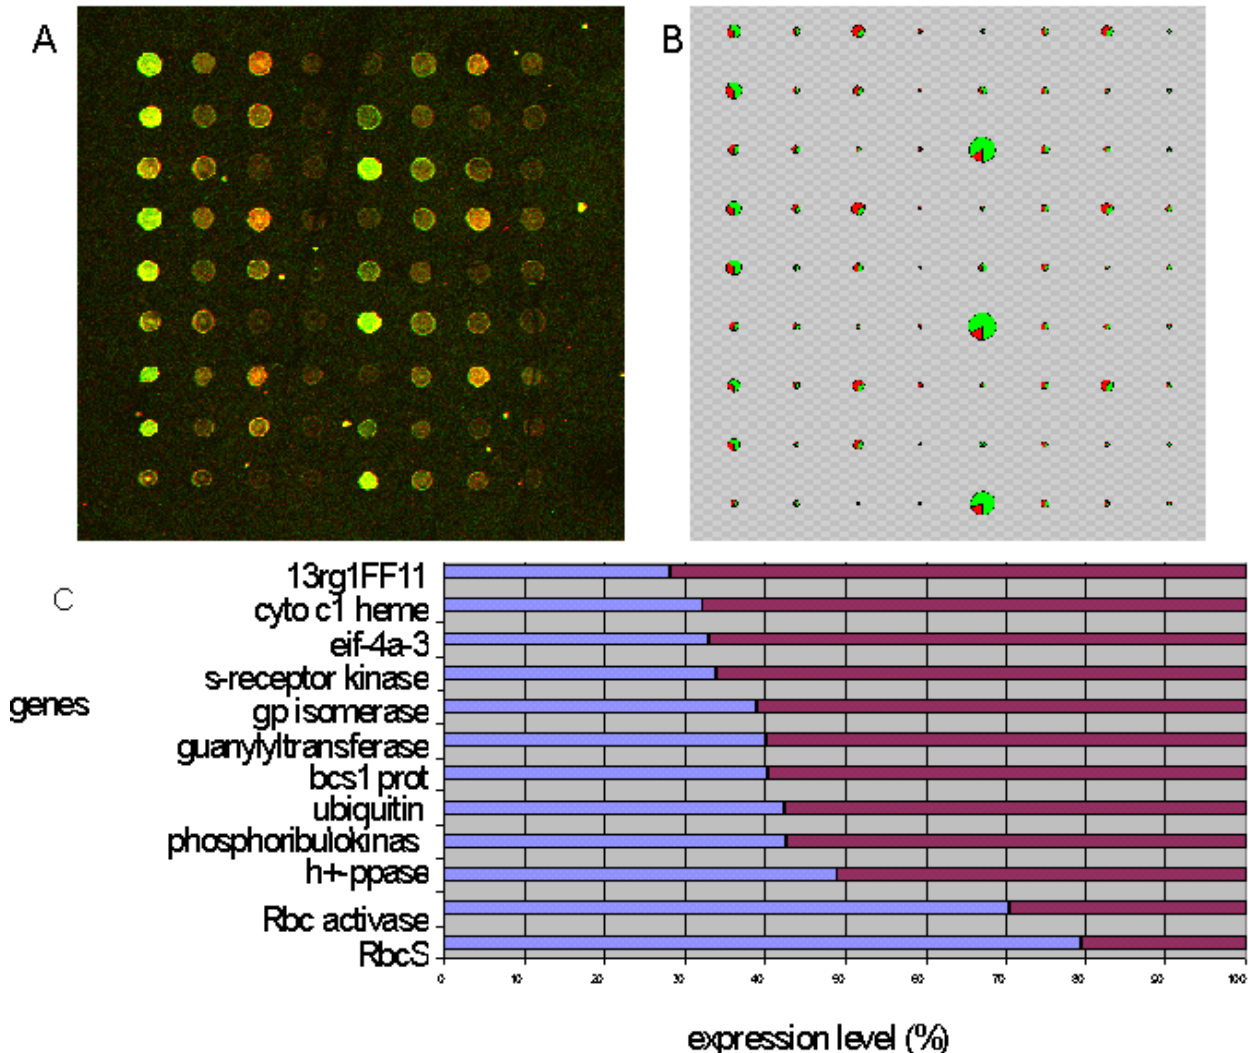 A
B
C
13rg1FF11
cyto c1 heme
eif-4a-3
s-receptor kinase
genes
gp isomerase
guanylyltransferase
bcs1 prot
ubiquitin
phosphoribulokinas
h+-ppase
Rbc activase
RbcS
0 10 20 30 40 50 60 70 80 90 100
expression level (%)